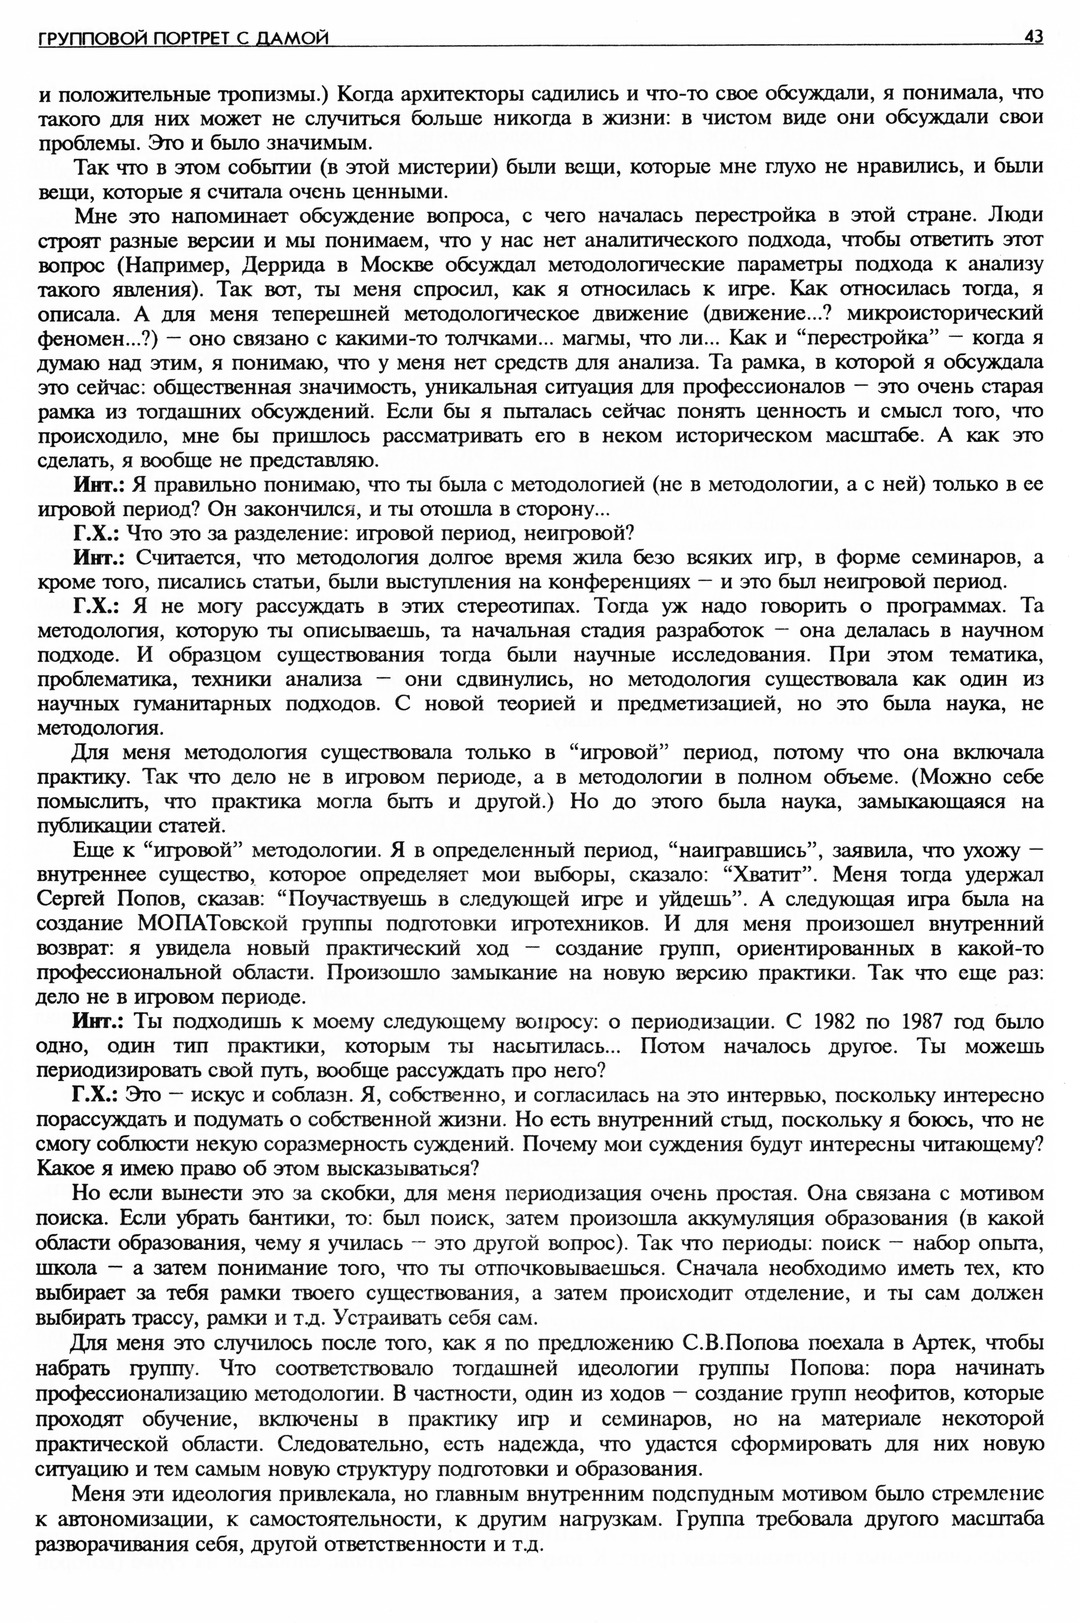 ГРУППОВОЙ ПОРТРЕТ С ДАМОЙ 43
и положительные тропизмы.) Когда архитекторы садились и что-то свое обсуждали, я понимала, что
такого для них может не случиться больше никогда в жизни: в чистом виде они обсуждали свои
проблемы. Это и было значимым.
Так что в этом событии (в этой мистерии) были вещи, которые мне глухо не нравились, и были
вещи, которые я считала очень ценными.
Мне это напоминает обсуждение вопроса, с чего началась перестройка в этой стране. Люди
строят разные версии и мы понимаем, что у нас нет аналитического подхода, чтобы ответить этот
вопрос (Например, Деррида в Москве обсуждал методологические параметры подхода к анализу
такого явления). Так вот, ты меня спросил, как я относилась к игре. Как относилась тогда, я
описала. А для меня теперешней методологическое движение (движение...? микроисторический
феномен...?) — оно связано с какими-то толчками... магмы, что ли... Как и “перестройка” — когда я
думаю над этим, я понимаю, что у меня нет средств для анализа. Та рамка, в которой я обсуждала
это сейчас: общественная значимость, уникальная ситуация для профессионалов — это очень старая
рамка из тогдашних обсуждений. Если бы я пыталась сейчас понять ценность и смысл того, что
происходило, мне бы пришлось рассматривать его в неком историческом масштабе. А как это
сделать, я вообще не представляю.
Инт.: Я правильно понимаю, что ты была с методологией (не в методологии, а с ней) только в ее
игровой период? Он закончился, и ты отошла в сторону...
Г.Х.: Что это за разделение: игровой период, неигровой?
Инт.: Считается, что методология долгое время жила безо всяких игр, в форме семинаров, а
кроме того, писались статьи, были выступления на конференциях — и это был неигровой период.
Г.Х.: Я не могу рассуждать в этих стереотипах. Тогда уж надо говорить о программах. Та
методология, которую ты описываешь, та начальная стадия разработок — она делалась в научном
подходе. И образцом существования тогда были научные исследования. При этом тематика,
проблематика, техники анализа — они сдвинулись, но методология существовала как один из
научных гуманитарных подходов. С новой теорией и предметизацией, но это была наука, не
методология.
Для меня методология существовала только в “игровой” период, потому что она включала
практику. Так что дело не в игровом периоде, а в методологии в полном объеме. (Можно себе
помыслить, что практика могла быть и другой.) Но до этого была наука, замыкающаяся на
публикации статей.
Еще к “игровой” методологии. Я в определенный период, “наигравшись”, заявила, что ухожу —
внутреннее существо, которое определяет мои выборы, сказало: “Хватит”. Меня тогда удержал
Сергей Попов, сказав: “Поучаствуешь в следующей игре и уйдешь”. А следующая игра была на
создание МОПАТовской группы подготовки игротехников. И для меня произошел внутренний
возврат: я увидела новый практический ход — создание групп, ориентированных в какой-то
профессиональной области. Произошло замыкание на новую версию практики. Так что еще раз:
дело не в игровом периоде.
Инт.: Ты подходишь к моему следующему вопросу: о периодизации. С 1982 по 1987 год было
одно, один тип практики, которым ты насытилась... Потом началось другое. Ты можешь
периодизировать свой путь, вообще рассуждать про него?
Г.Х.: Это — искус и соблазн. Я, собственно, и согласилась на это интервью, поскольку интересно
порассуждать и подумать о собственной жизни. Но есть внутренний стыд, поскольку я боюсь, что не
смогу соблюсти некую соразмерность суждений. Почему мои суждения будут интересны читающему?
Какое я имею право об этом высказываться?
Но если вынести это за скобки, для меня периодизация очень простая. Она связана с мотивом
поиска. Если убрать бантики, то: был поиск, затем произошла аккумуляция образования (в какой
области образования, чему я училась — это другой вопрос). Так что периоды: поиск — набор опыта,
школа — а затем понимание того, что ты отпочковываешься. Сначала необходимо иметь тех, кто
выбирает за тебя рамки твоего существования, а затем происходит отделение, и ты сам должен
выбирать трассу, рамки и т.д. Устраивать себя сам.
Для меня это случилось после того, как я по предложению С.В.Попова поехала в Артек, чтобы
набрать группу. Что соответствовало тогдашней идеологии группы Попова: пора начинать
профессионализацию методологии. В частности, один из ходов — создание групп неофитов, которые
проходят обучение, включены в практику игр и семинаров, но на материале некоторой
практической области. Следовательно, есть надежда, что удастся сформировать для них новую
ситуацию и тем самым новую структуру подготовки и образования.
Меня эти идеология привлекала, но главным внутренним подспудным мотивом было стремление
к автономизации, к самостоятельности, к другим нагрузкам. Группа требовала другого масштаба
разворачивания себя, другой ответственности и т.д.